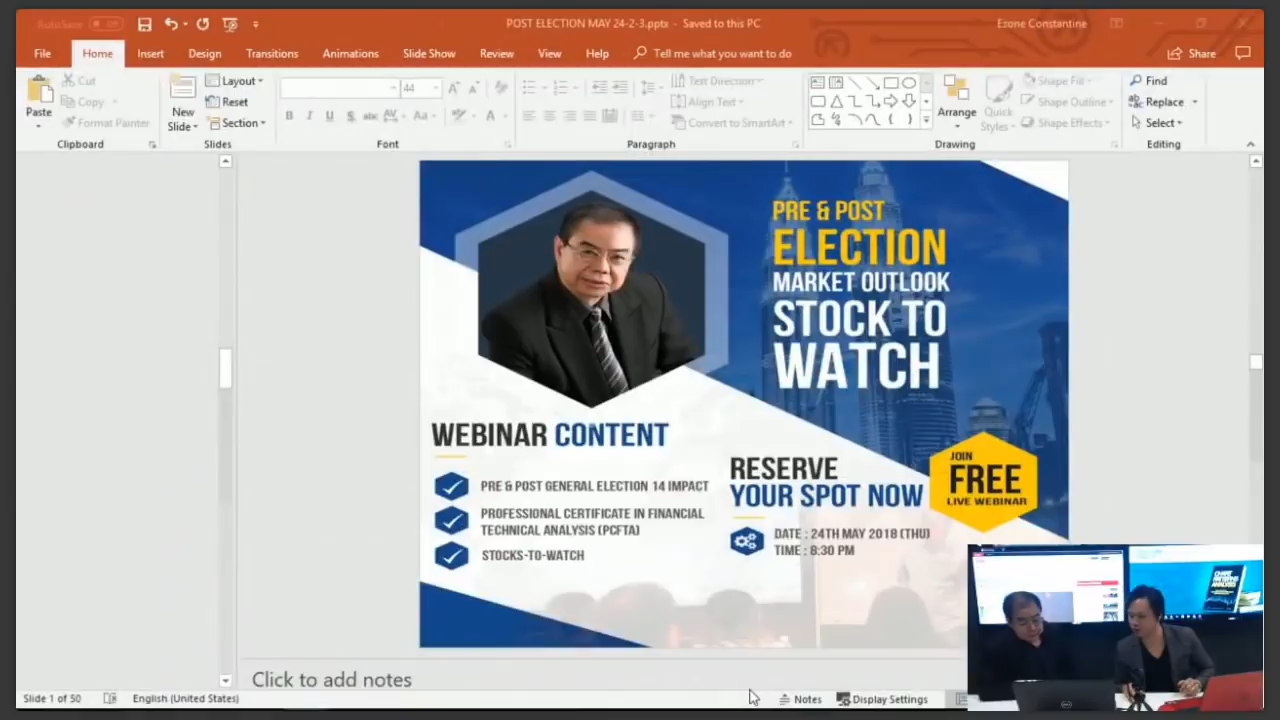 AutoSave
POST ELECTION MAY 24-2-3.pptx - Saved to this PC
Ezone Constantine
File
Home
Insert
Design
Transitions
Animations
Slide Show
Review
View
Help
Tell me what you want to do
Share
Paste
Cut
Copy
Format Painter
Clipboard
New
Slide
Layout
Reset
Section
Slides
44
Font
Text Direction
Align Text
Convert to SmartArt
Paragraph
Arrange
Quick
Styles
Shape Fill
Shape Outline
Shape Effects
Drawing
Find
Replace
Select
Editing
PRE & POST
ELECTION
MARKET OUTLOOK
STOCK TO
WATCH
WEBINAR CONTENT
PRE & POST GENERAL ELECTION 14 IMPACT
PROFESSIONAL CERTIFICATE IN FINANCIAL
TECHNICAL ANALYSIS (PCFTA)
STOCKS-TO-WATCH
RESERVE
YOUR SPOT NOW
DATE : 24TH MAY 2018 (THU)
TIME : 8:30 PM
JOIN
FREE
LIVE WEBINAR
CHART
PATTERNS
ANALYSIS
Click to add notes
Slide 1 of 50
English (United States)
Notes
Display Settings